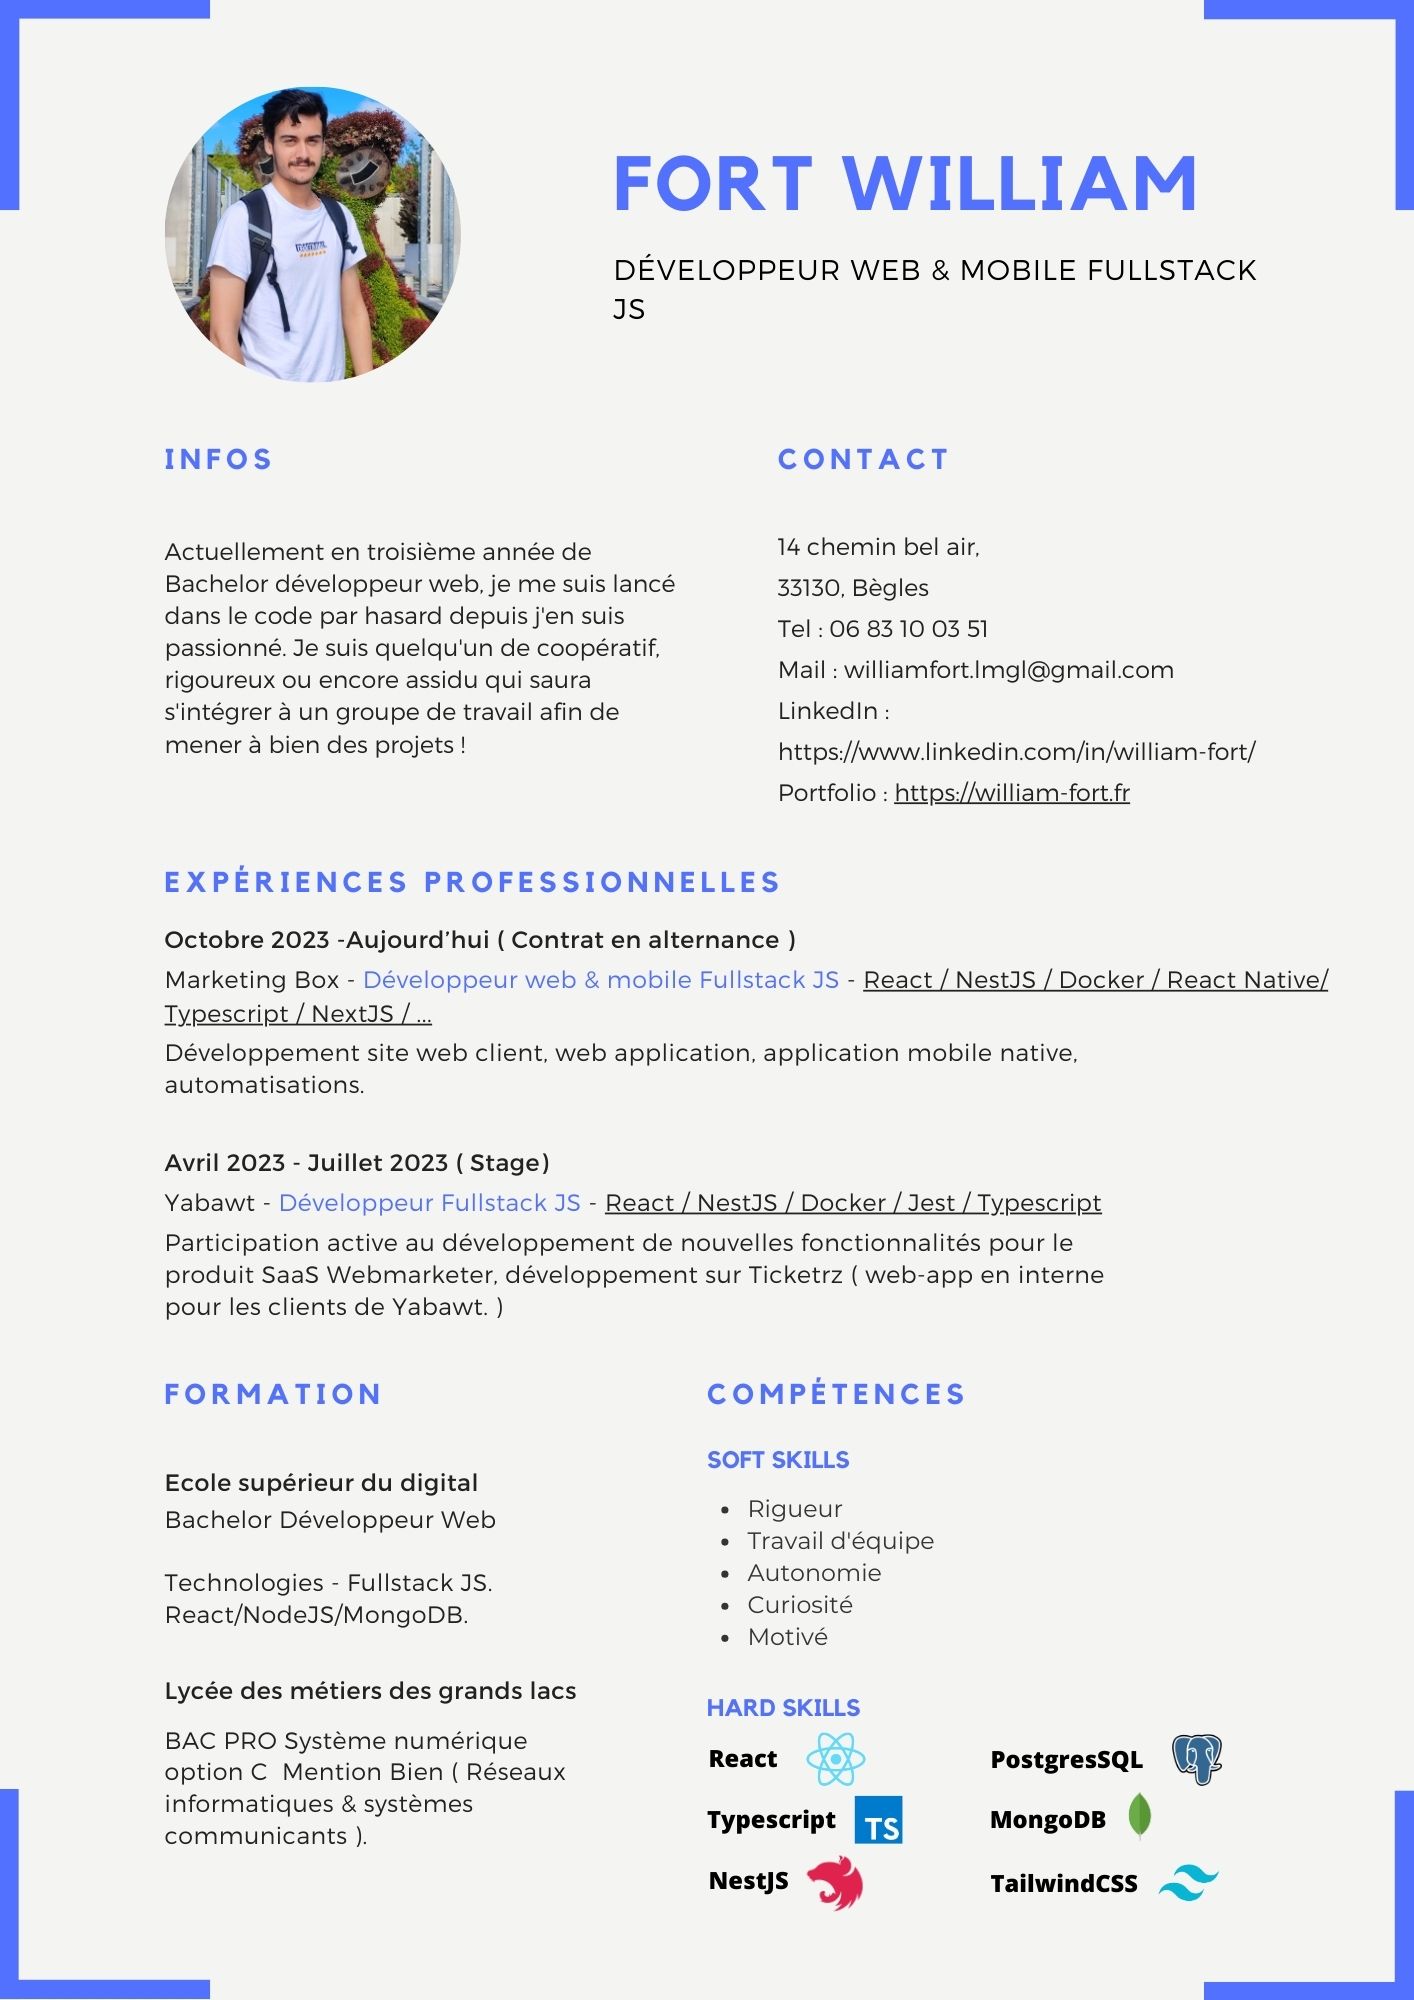 FORT WILLIAM
DÉVELOPPEUR WEB & MOBILE FULLSTACK
JS
INFOS
Actuellement en troisième année de
Bachelor développeur web, je me suis lancé
dans le code par hasard depuis j'en suis
passionné. Je suis quelqu'un de coopératif,
rigoureux ou encore assidu qui saura
s'intégrer à un groupe de travail afin de
mener à bien des projets !
CONTACT
14 chemin bel air,
33130, Bègles
Tel : 06 83 10 03 51
Mail : williamfort.lmgl@gmail.com
LinkedIn :
https://www.linkedin.com/in/william-fort/
Portfolio : https://william-fort.fr
EXPÉRIENCES PROFESSIONNELLES
Octobre 2023 -Aujourd’hui ( Contrat en alternance )
Marketing Box - Développeur web & mobile Fullstack JS - React / NestJS / Docker / React Native/
Typescript / NextJS / ...
Développement site web client, web application, application mobile native,
automatisations.
Avril 2023 - Juillet 2023 ( Stage)
Yabawt - Développeur Fullstack JS - React / NestJS / Docker / Jest / Typescript
Participation active au développement de nouvelles fonctionnalités pour le
produit SaaS Webmarketer, développement sur Ticketrz ( web-app en interne
pour les clients de Yabawt. )
FORMATION
Ecole supérieur du digital
Bachelor Développeur Web
Technologies - Fullstack JS.
React/NodeJS/MongoDB.
Lycée des métiers des grands lacs
BAC PRO Système numérique
option C  Mention Bien ( Réseaux
informatiques & systèmes
communicants ).
COMPÉTENCES
SOFT SKILLS
• Rigueur
• Travail d'équipe
• Autonomie
• Curiosité
• Motivé
HARD SKILLS
React
PostgresSQL
Typescript
TS
MongoDB
NestJS
TailwindCSS